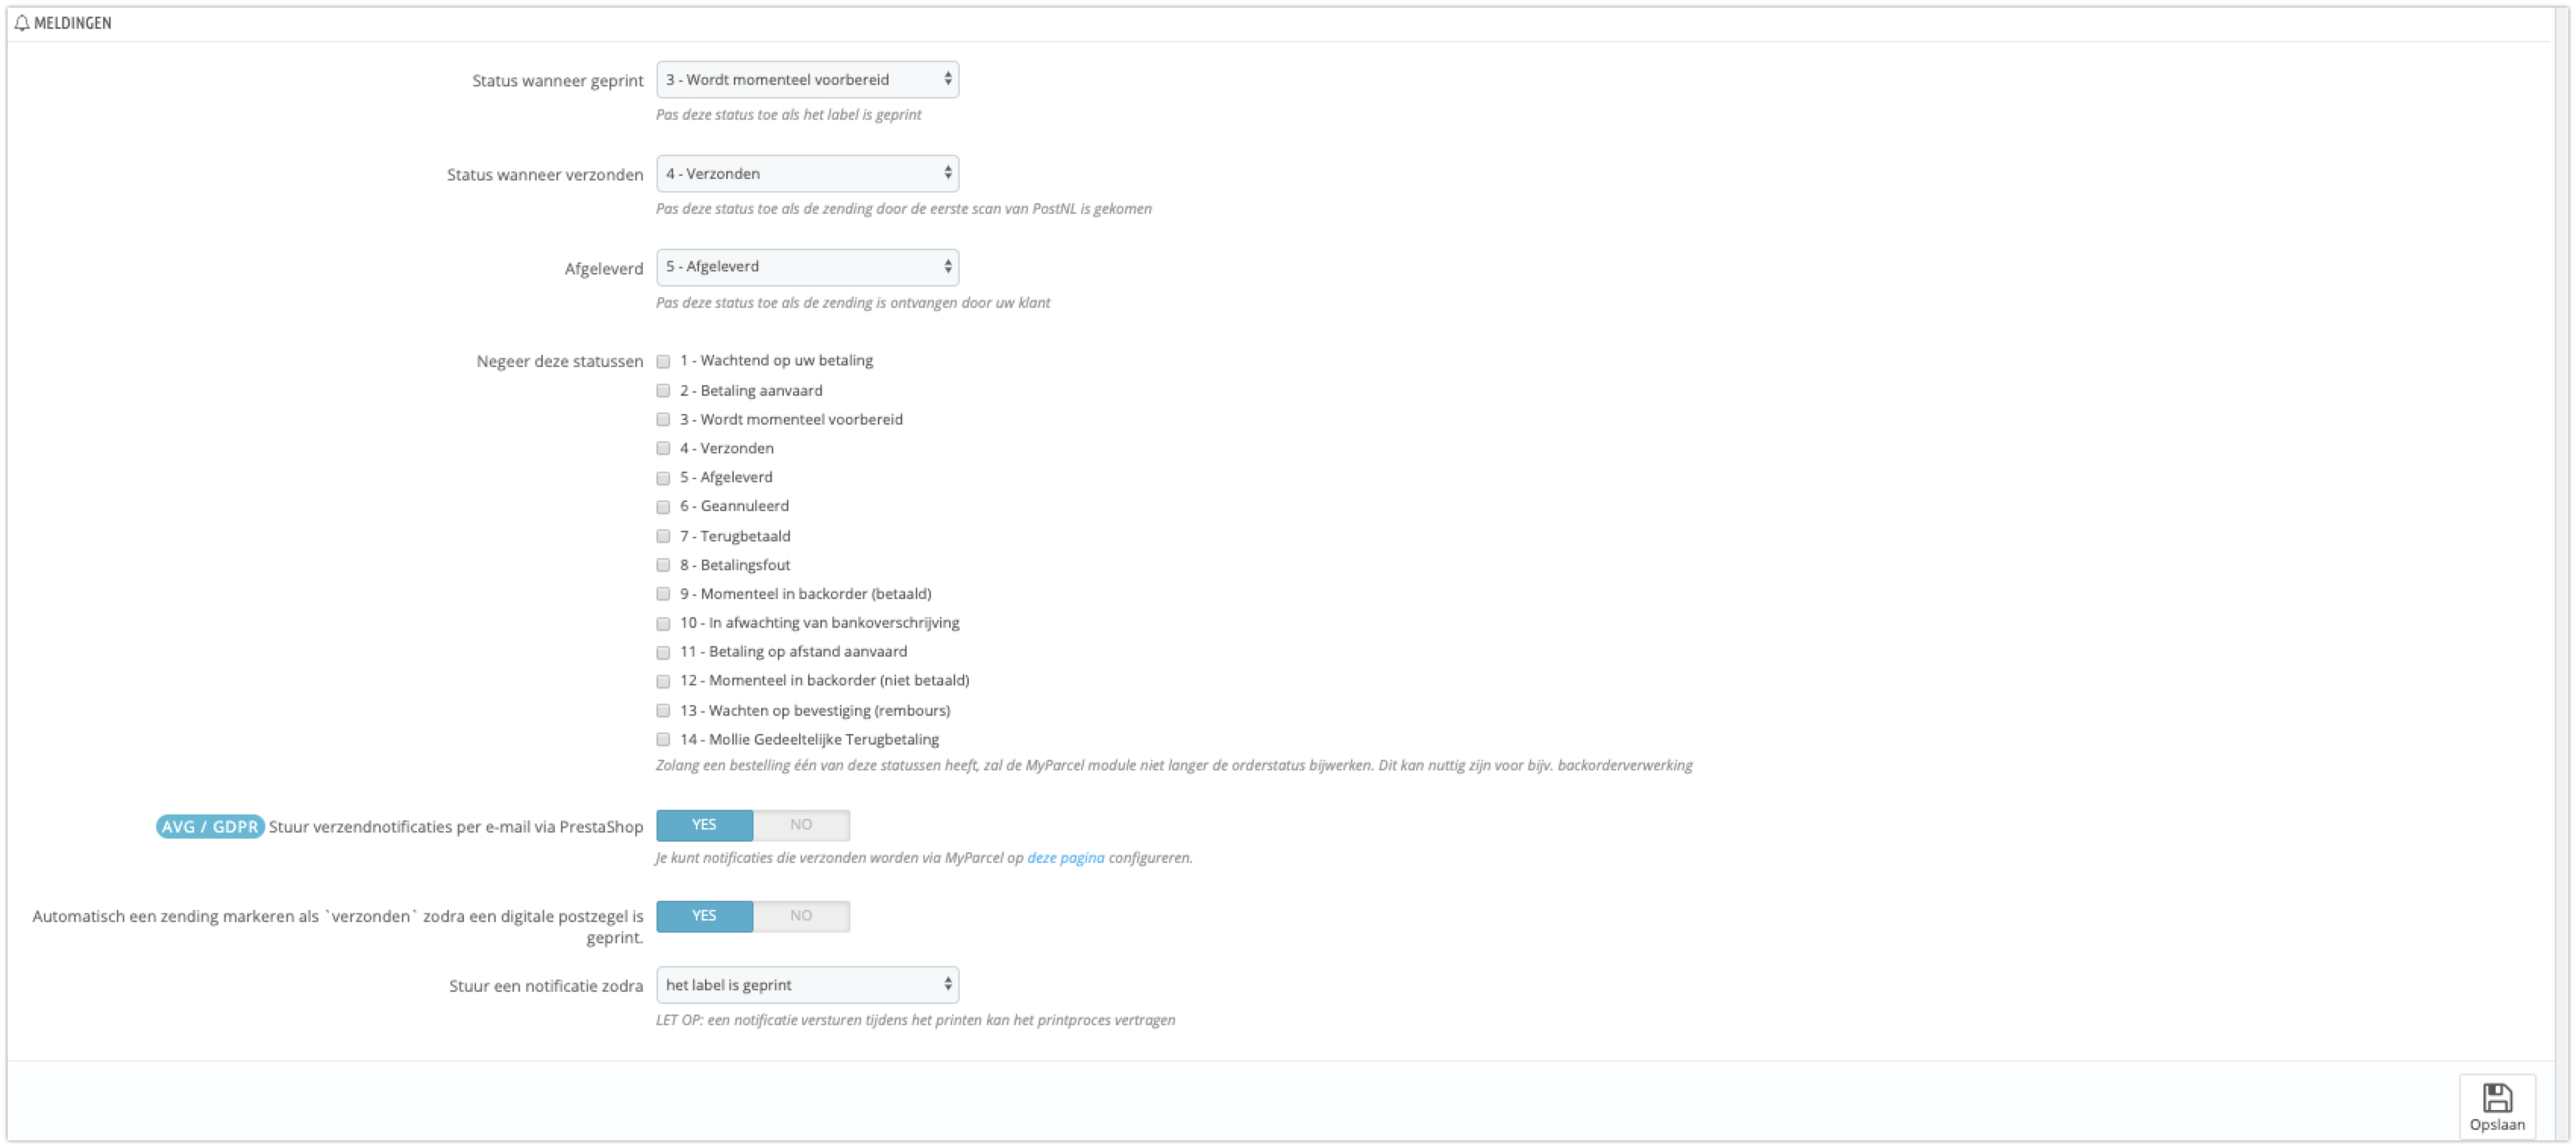 MELDINGEN
Status wanneer geprint
3 - Wordt momenteel voorbereid
Pas deze status toe als het label is geprint
Status wanneer verzonden
4 - Verzonden
Pas deze status toe als de zending door de eerste scan van PostNL is gekomen
Afgeleverd
5 - Afgeleverd
Pas deze status toe als de zending is ontvangen door uw klant
Negeer deze statussen
1 - Wachtend op uw betaling
2 - Betaling aanvaard
3 - Wordt momenteel voorbereid
4 - Verzonden
5 - Afgeleverd
6 - Geannuleerd
7 - Terugbetaald
8 - Betalingsfout
9 - Momenteel in backorder (betaald)
10 - In afwachting van bankoverschrijving
11 - Betaling op afstand aanvaard
12 - Momenteel in backorder (niet betaald)
13 - Wachten op bevestiging (rembours)
14 - Mollie Gedeeltelijke Terugbetaling
Zolang een bestelling één van deze statussen heeft, zal de MyParcel module niet langer de orderstatus bijwerken. Dit kan nuttig zijn voor bijv. backorderverwerking
AVG / GDPR Stuur verzendnotificaties per e-mail via PrestaShop
YES NO
Je kunt notificaties die verzonden worden via MyParcel op deze pagina configureren.
Automatisch een zending markeren als `verzonden` zodra een digitale postzegel is
geprint.
YES NO
Stuur een notificatie zodra
het label is geprint
LET OP: een notificatie versturen tijdens het printen kan het printproces vertragen
Opslaan